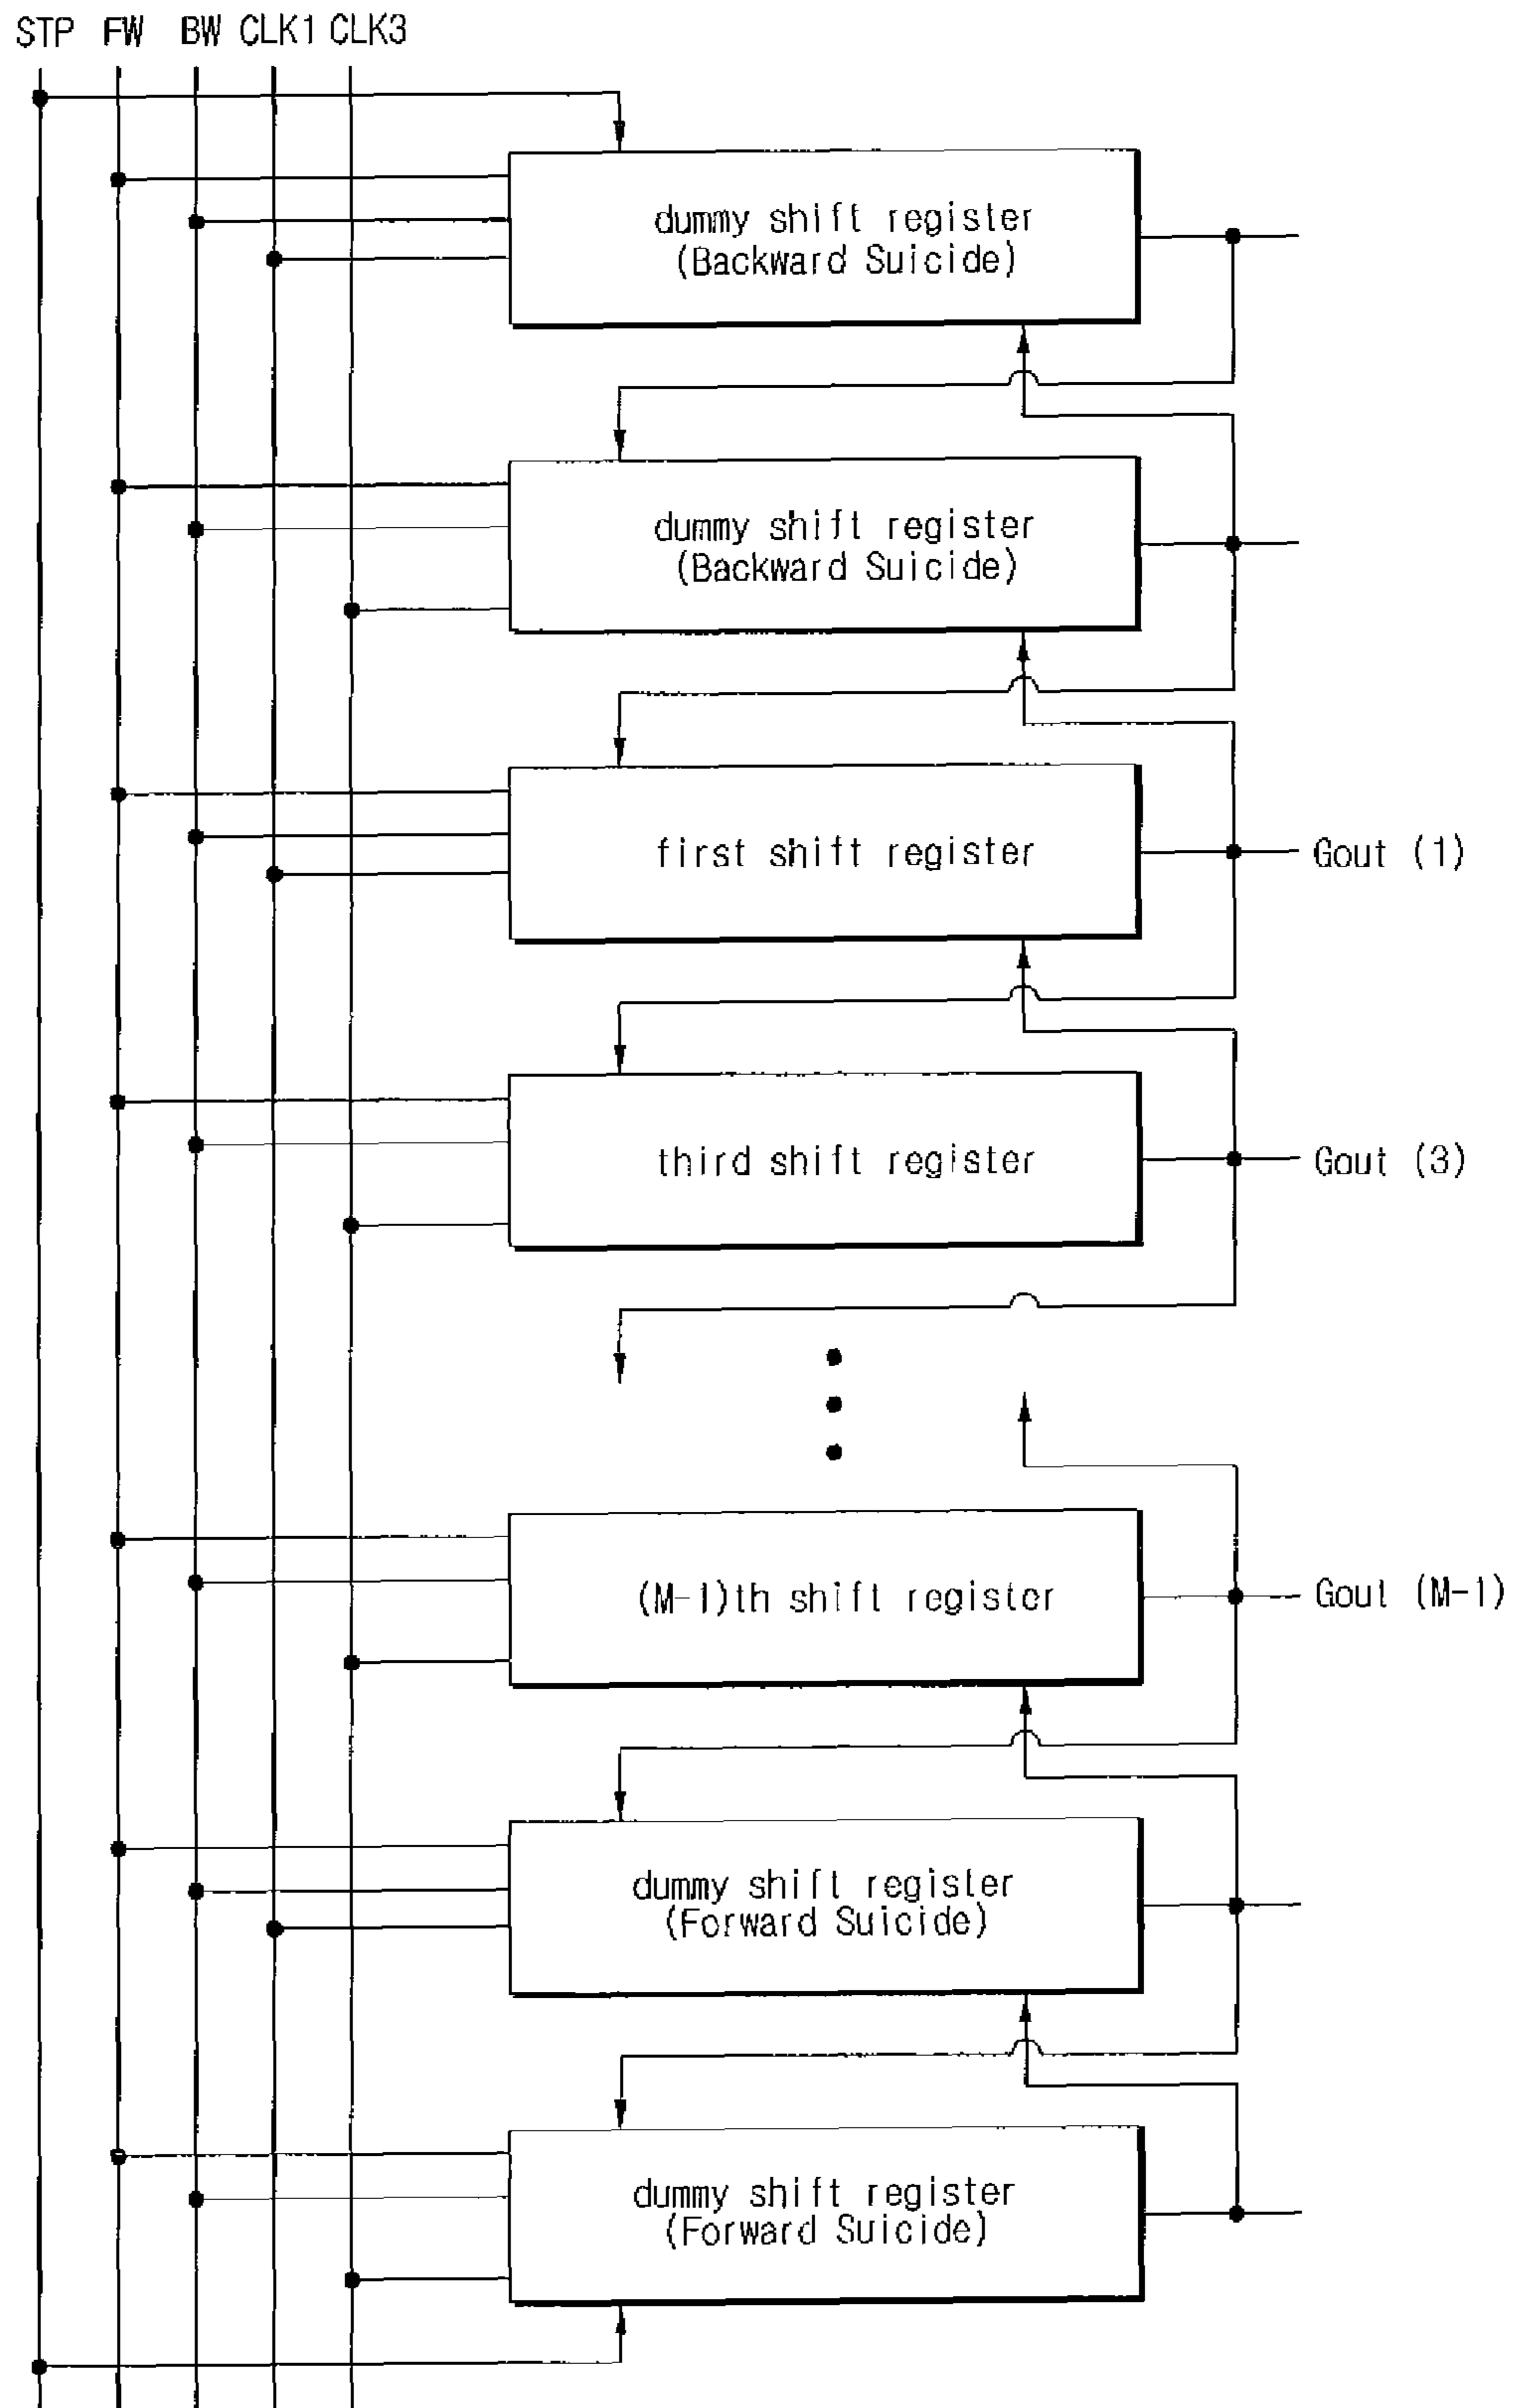 STP FW BW CLK1 CLK3
dummy shift register
(Backward Suicide)
dummy shift register
(Backward Suicide)
first shift register
Gout (1)
third shift register
Gout (3)
(M-1)th shift register
Gout (M-1)
dummy shift register
(Forward Suicide)
dummy shift register
(Forward Suicide)